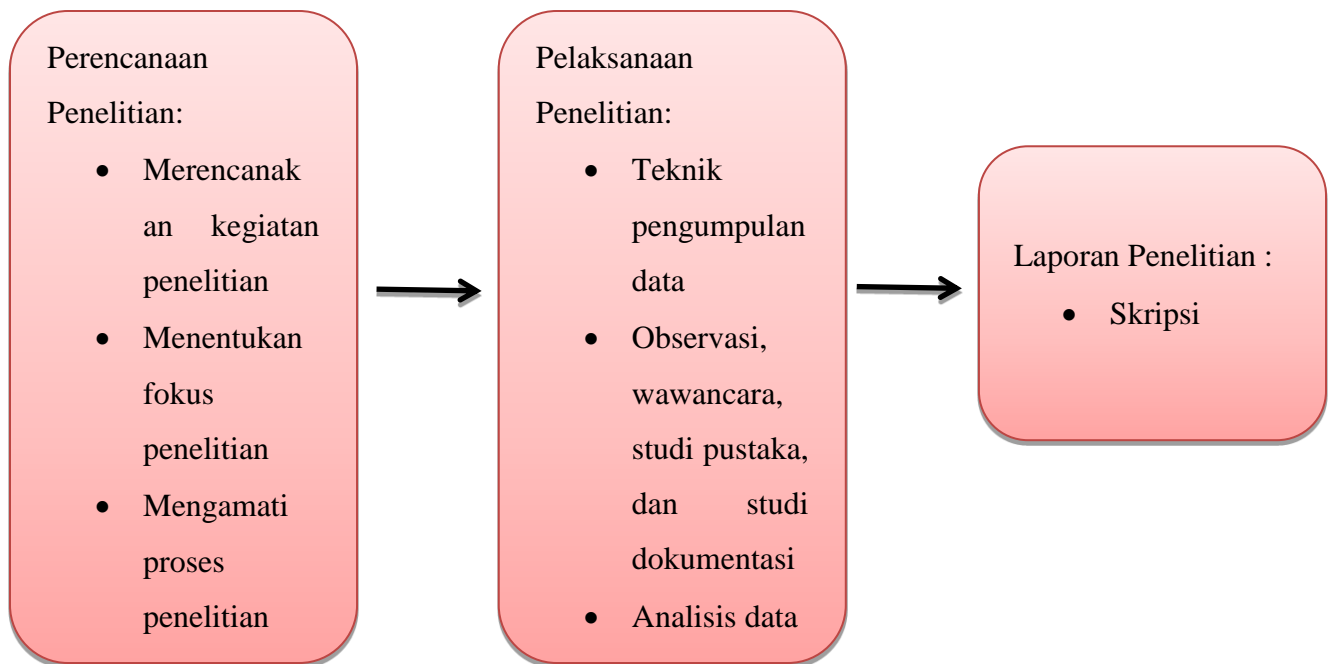 Perencanaan
Penelitian:
• Merencanak
an kegiatan
penelitian
• Menentukan
fokus
penelitian
• Mengamati
proses
penelitian
Pelaksanaan
Penelitian:
• Teknik
pengumpulan
data
• Observasi,
wawancara,
studi pustaka,
dan studi
dokumentasi
• Analisis data
Laporan Penelitian :
• Skripsi